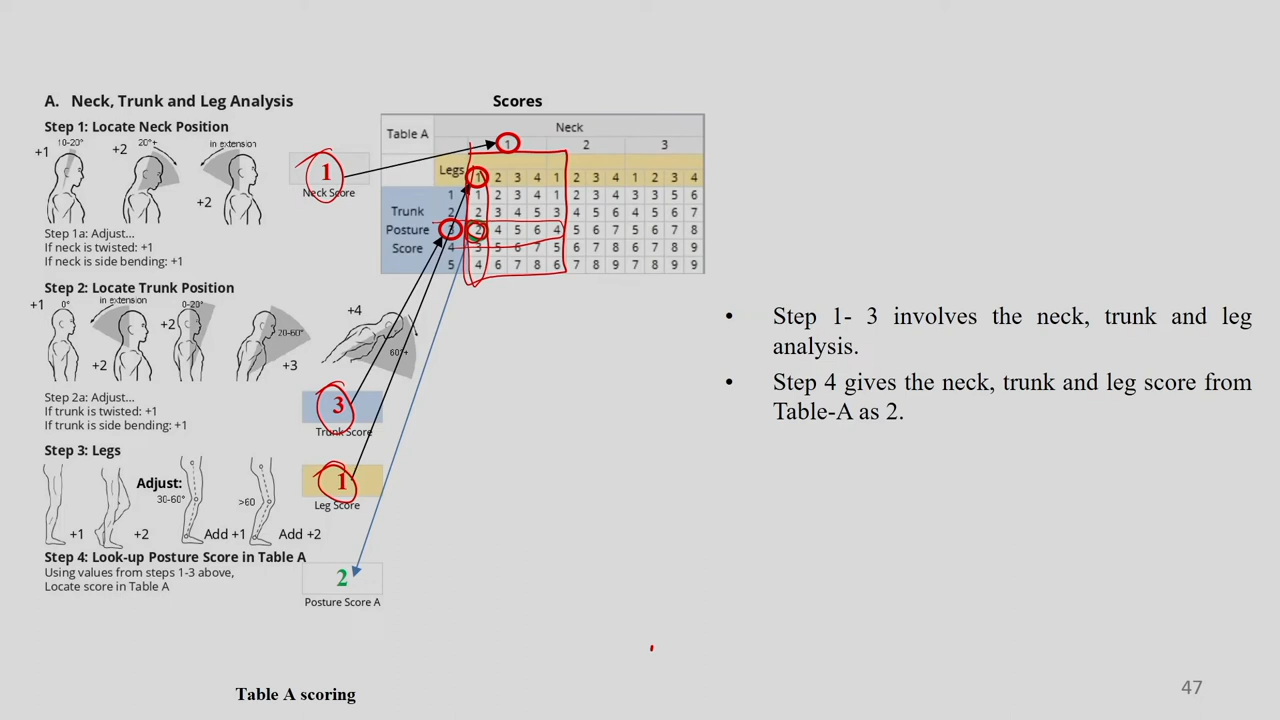 A. Neck, Trunk and Leg Analysis
Step 1: Locate Neck Position
+1 10-20° +2 20°+ in extension +2
1
Neck Score
Step 1a: Adjust...
If neck is twisted: +1
If neck is side bending: +1
Step 2: Locate Trunk Position
+1 0° in extension +2 +2 0-20° 20-60° +3 +4 60°+
Step 2a: Adjust...
If trunk is twisted: +1
If trunk is side bending: +1
3
Trunk Score
Step 3: Legs
+1 +2 Adjust: 30-60° Add +1 >60 Add +2
1
Leg Score
Step 4: Look-up Posture Score in Table A
Using values from steps 1-3 above,
Locate score in Table A
2
Posture Score A
Scores
Table A Neck
1 2 3
Legs 1 2 3 4 1 2 3 4 1 2 3 4
Trunk Posture Score
1 1 2 3 4 1 2 3 4 3 3 5 6
2 2 3 4 5 3 4 5 6 4 5 6 7
3 2 4 5 6 4 5 6 7 5 6 7 8
4 3 5 6 7 5 6 7 8 6 7 8 9
5 4 6 7 8 6 7 8 9 7 8 9 9
• Step 1- 3 involves the neck, trunk and leg
analysis.
• Step 4 gives the neck, trunk and leg score from
Table-A as 2.
Table A scoring
47